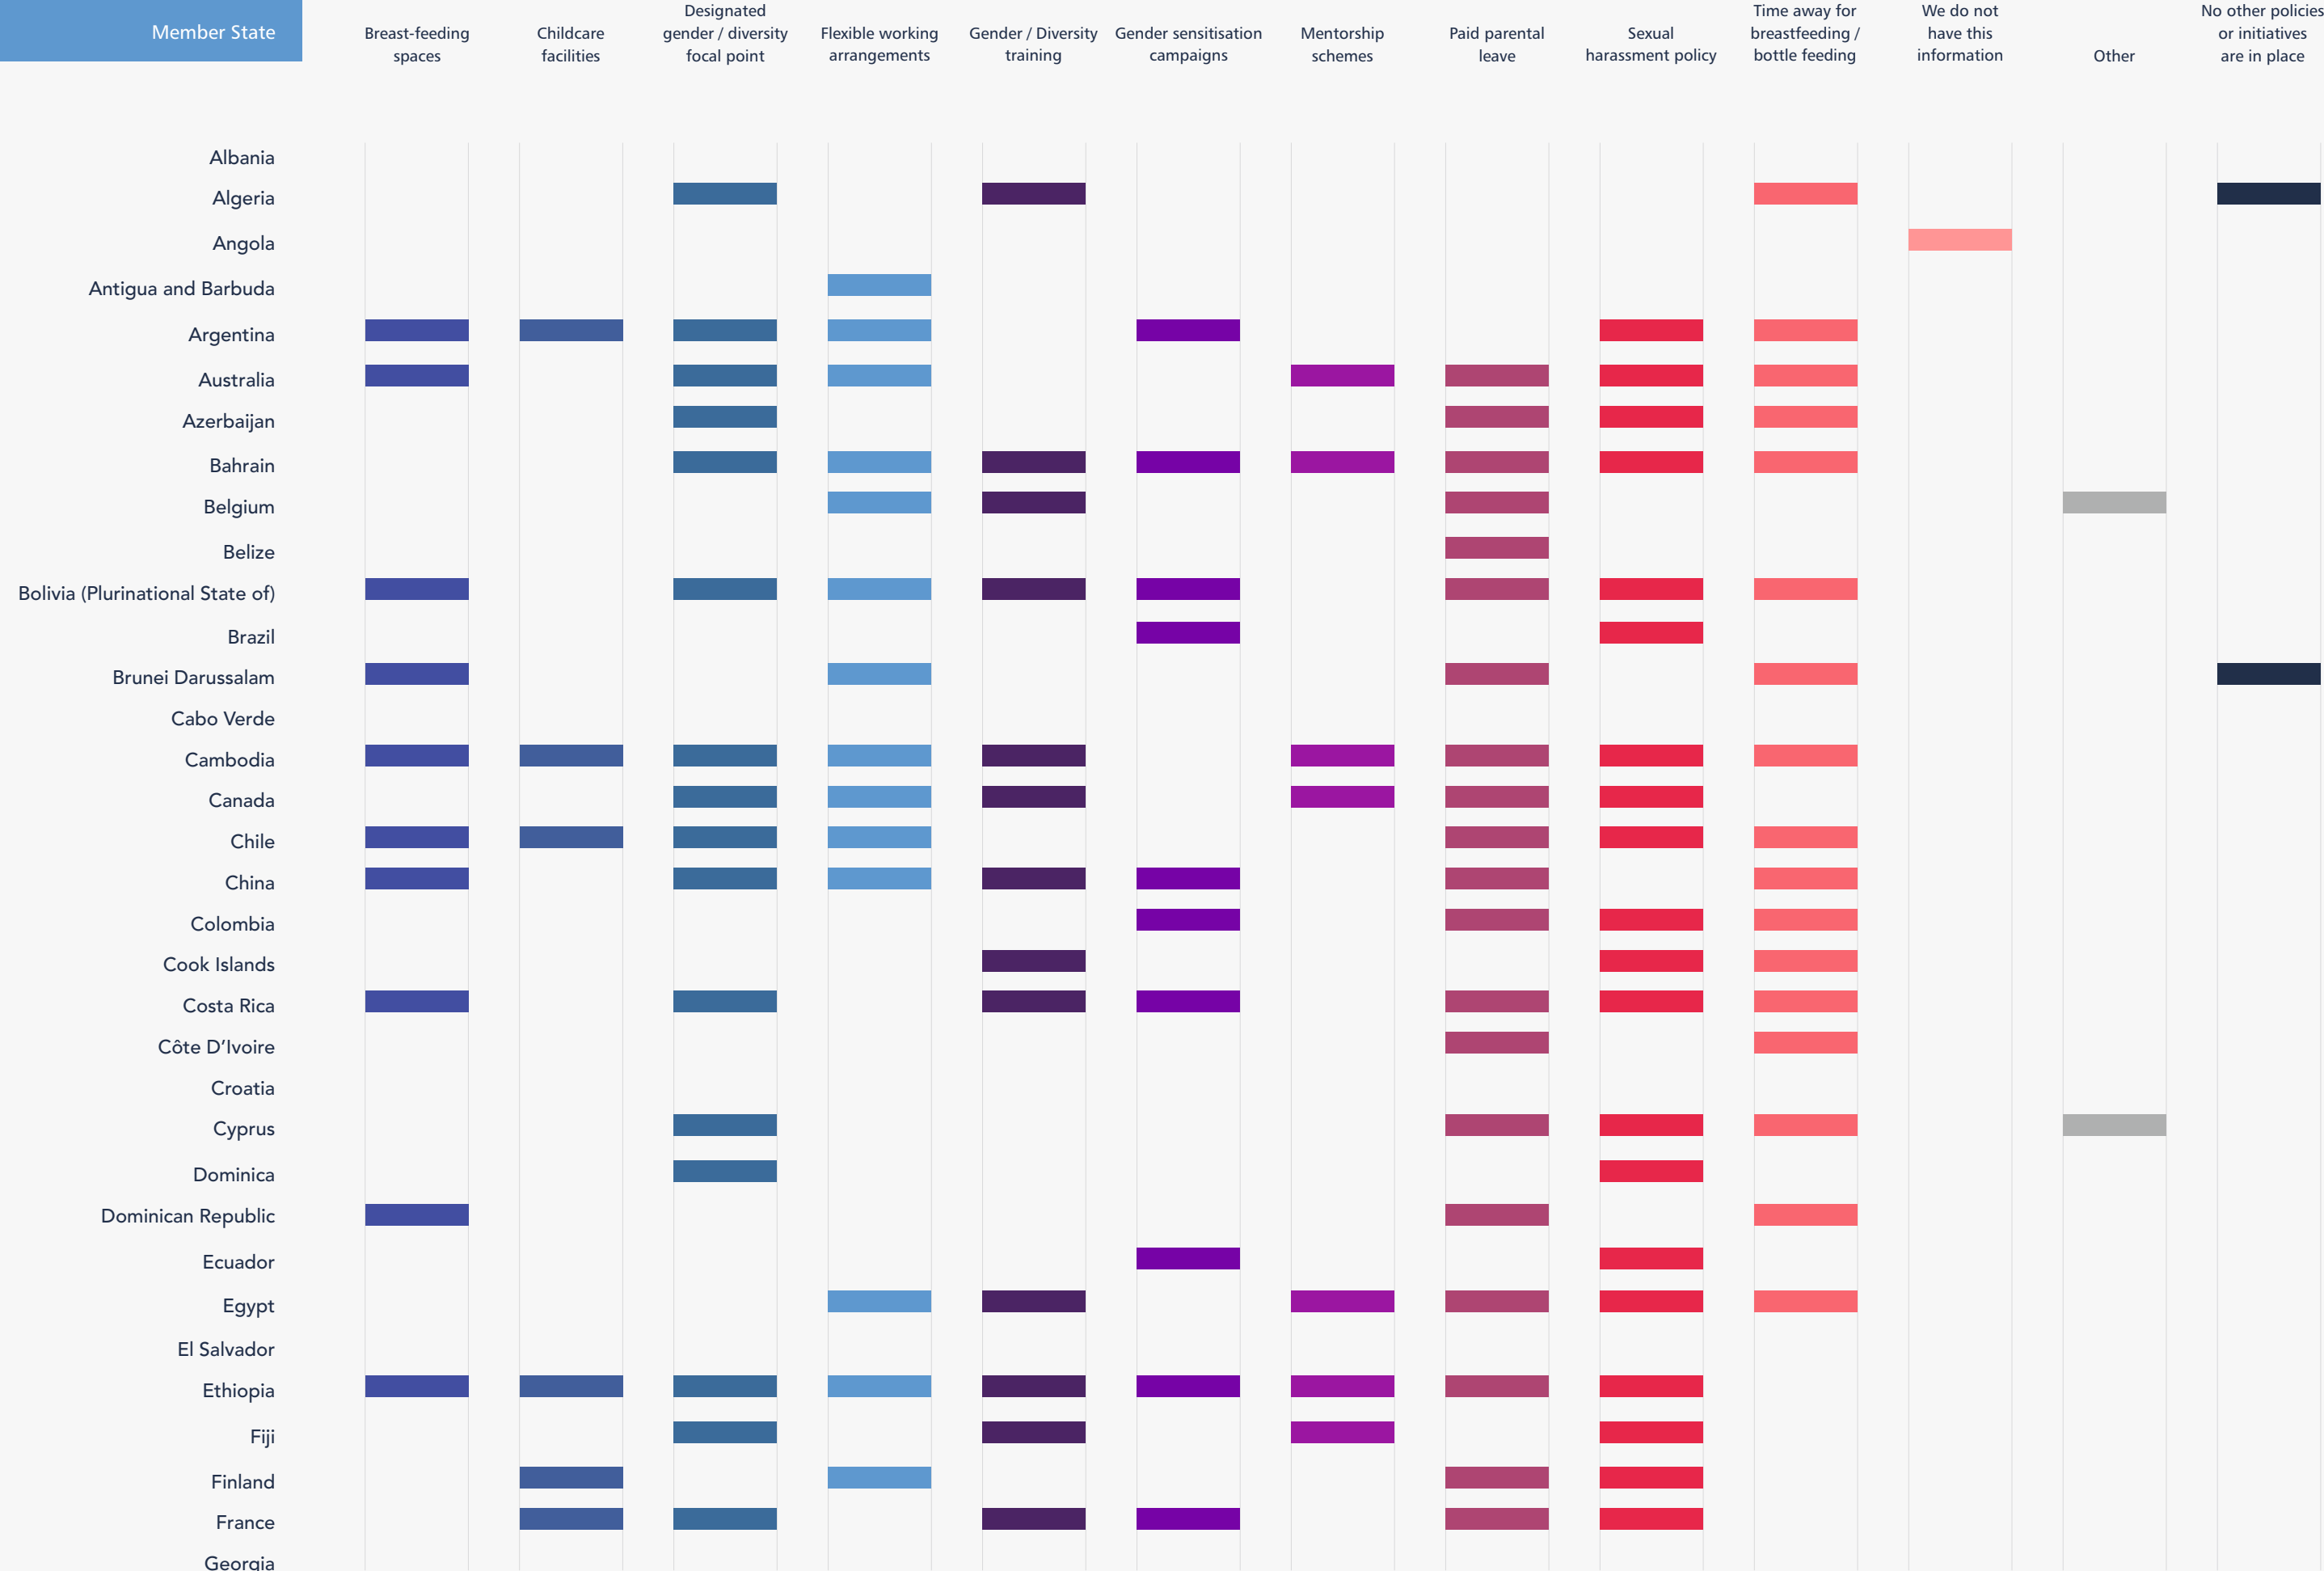 Member State
Breast-feeding
spaces
Childcare
facilities
Designated
gender / diversity
focal point
Flexible working
arrangements
Gender / Diversity
training
Gender sensitisation
campaigns
Mentorship
schemes
Paid parental
leave
Sexual
harassment policy
Time away for
breastfeeding /
bottle feeding
We do not
have this
information
Other
No other policies
or initiatives
are in place
Albania
Algeria
Angola
Antigua and Barbuda
Argentina
Australia
Azerbaijan
Bahrain
Belgium
Belize
Bolivia (Plurinational State of)
Brazil
Brunei Darussalam
Cabo Verde
Cambodia
Canada
Chile
China
Colombia
Cook Islands
Costa Rica
Côte D’Ivoire
Croatia
Cyprus
Dominica
Dominican Republic
Ecuador
Egypt
El Salvador
Ethiopia
Fiji
Finland
France
Georgia